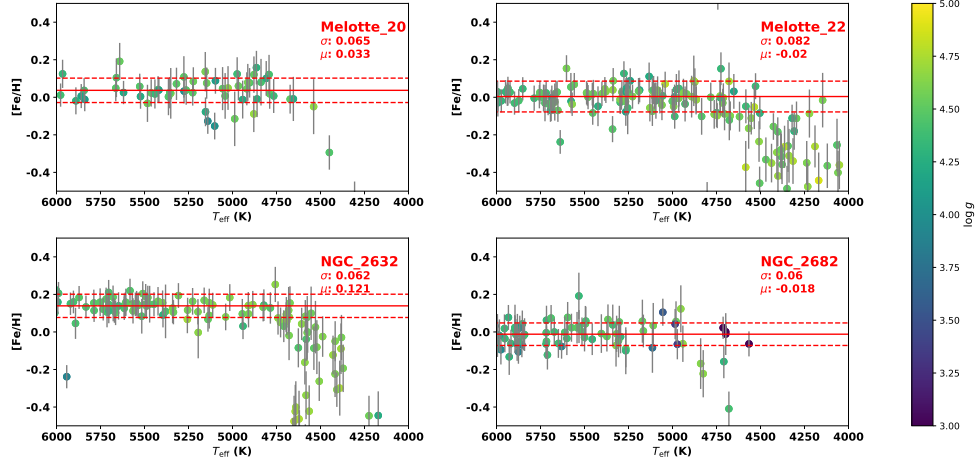 Melotte_20
σ: 0.065
μ: 0.033
[Fe/H]
0.4
0.2
0.0
-0.2
-0.4
6000 5750 5500 5250 5000 4750 4500 4250 4000
Teff (K)
Melotte_22
σ: 0.082
μ: -0.02
[Fe/H]
0.4
0.2
0.0
-0.2
-0.4
6000 5750 5500 5250 5000 4750 4500 4250 4000
Teff (K)
NGC_2632
σ: 0.062
μ: 0.121
[Fe/H]
0.4
0.2
0.0
-0.2
-0.4
6000 5750 5500 5250 5000 4750 4500 4250 4000
Teff (K)
NGC_2682
σ: 0.06
μ: -0.018
[Fe/H]
0.4
0.2
0.0
-0.2
-0.4
6000 5750 5500 5250 5000 4750 4500 4250 4000
Teff (K)
5.00
4.75
4.50
4.25
4.00
3.75
3.50
3.25
3.00
log g